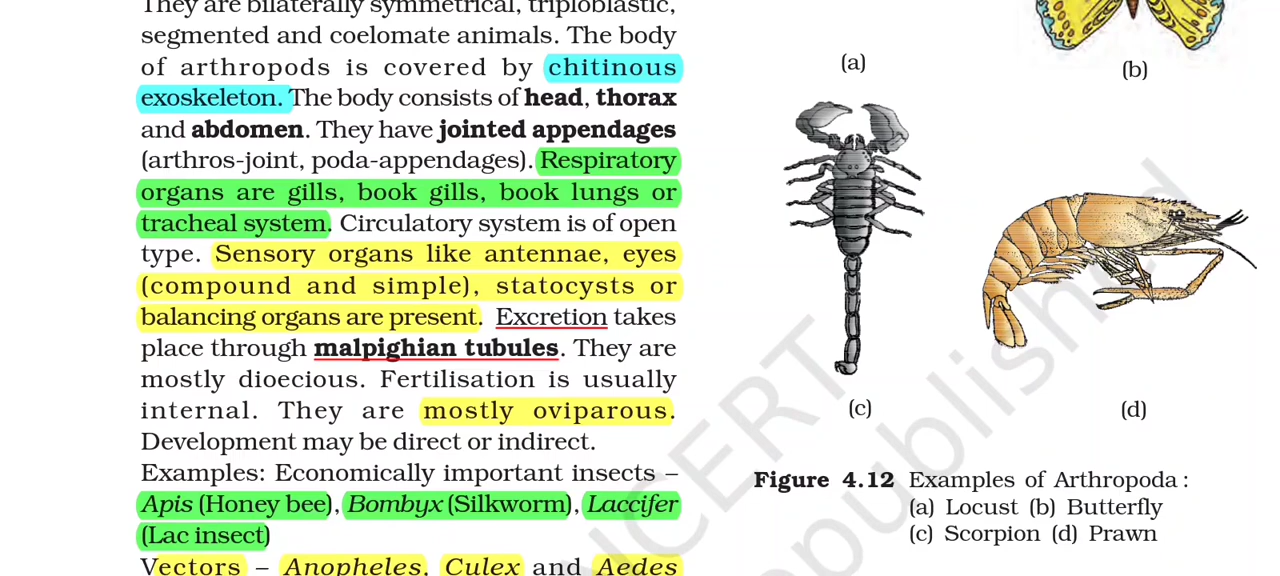 They are bilaterally symmetrical, triploblastic,
segmented and coelomate animals. The body
of arthropods is covered by chitinous
exoskeleton. The body consists of head, thorax
and abdomen. They have jointed appendages
(arthros-joint, poda-appendages). Respiratory
organs are gills, book gills, book lungs or
tracheal system. Circulatory system is of open
type. Sensory organs like antennae, eyes
(compound and simple), statocysts or
balancing organs are present. Excretion takes
place through malpighian tubules. They are
mostly dioecious. Fertilisation is usually
internal. They are mostly oviparous.
Development may be direct or indirect.
Examples: Economically important insects –
Apis (Honey bee), Bombyx (Silkworm), Laccifer
(Lac insect)
Vectors – Anopheles, Culex and Aedes
(a)
(b)
(c)
(d)
Figure 4.12 Examples of Arthropoda :
(a) Locust (b) Butterfly
(c) Scorpion (d) Prawn
NCERT
published